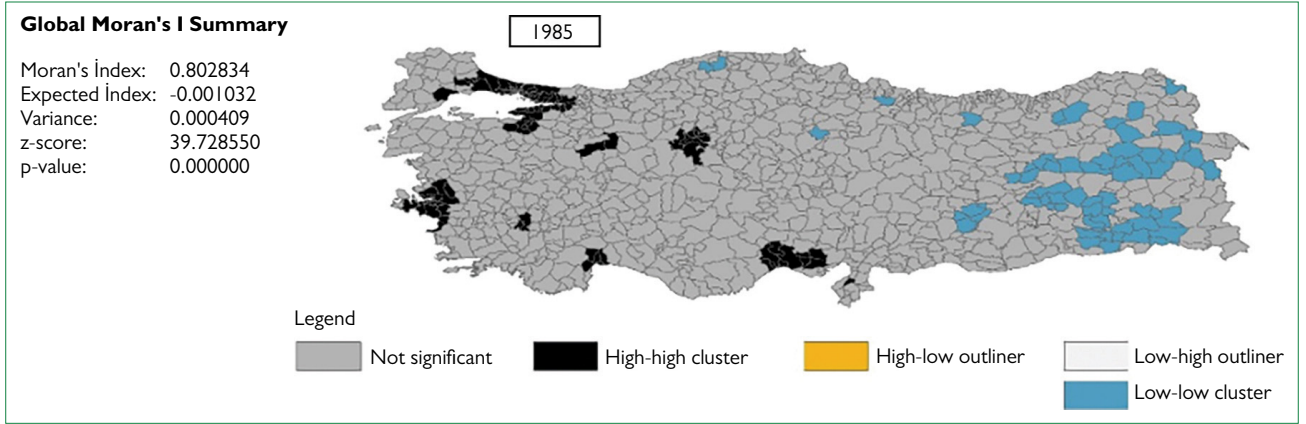 Global Moran's I Summary
1985
Moran's İndex: 0.802834
Expected İndex: -0.001032
Variance: 0.000409
z-score: 39.728550
p-value: 0.000000
Legend
Not significant
High-high cluster
High-low outliner
Low-high outliner
Low-low cluster